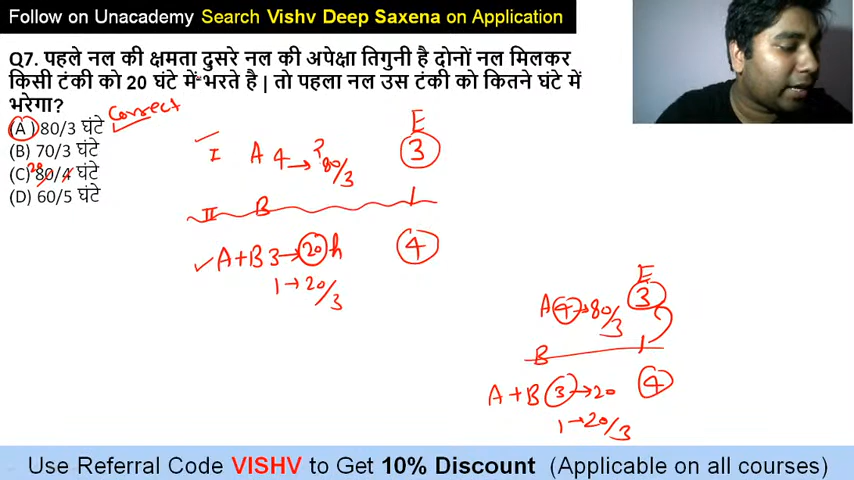 Follow on Unacademy Search Vishv Deep Saxena on Application
Q7. पहले नल की क्षमता दुसरे नल की अपेक्षा तिगुनी है दोनों नल मिलकर
किसी टंकी को 20 घंटे में भरते है | तो पहला नल उस टंकी को कितने घंटे में
भरेगा?
(A ) 80/3 घंटे Correct
(B) 70/3 घंटे
(C) 80/4 घंटे 20
(D) 60/5 घंटे
E
I A 4 → ? 80/3 3
II B 1
A+B 3 → 20h 4
1 → 20/3
E
A 4 → 80/3 3
B 1
A+B 3 → 20 4
1 → 20/3
Use Referral Code VISHV to Get 10% Discount (Applicable on all courses)